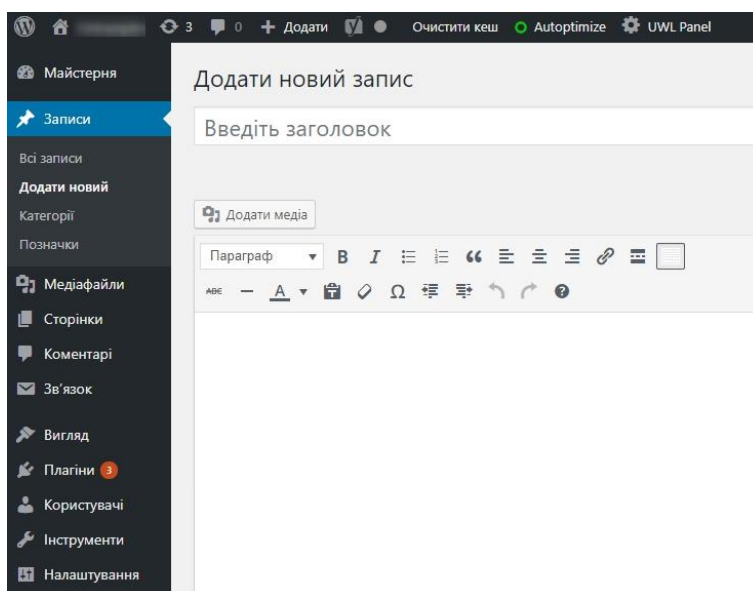 3 0 Додати Очистити кеш Autoptimize UWL Panel
Майстерня
Записи
Всі записи
Додати новий
Категорії
Позначки
Медіафайли
Сторінки
Коментарі
Зв'язок
Вигляд
Плагіни 3
Користувачі
Інструменти
Налаштування
Додати новий запис
Введіть заголовок
Додати медіа
Параграф B I
ABC A Ω